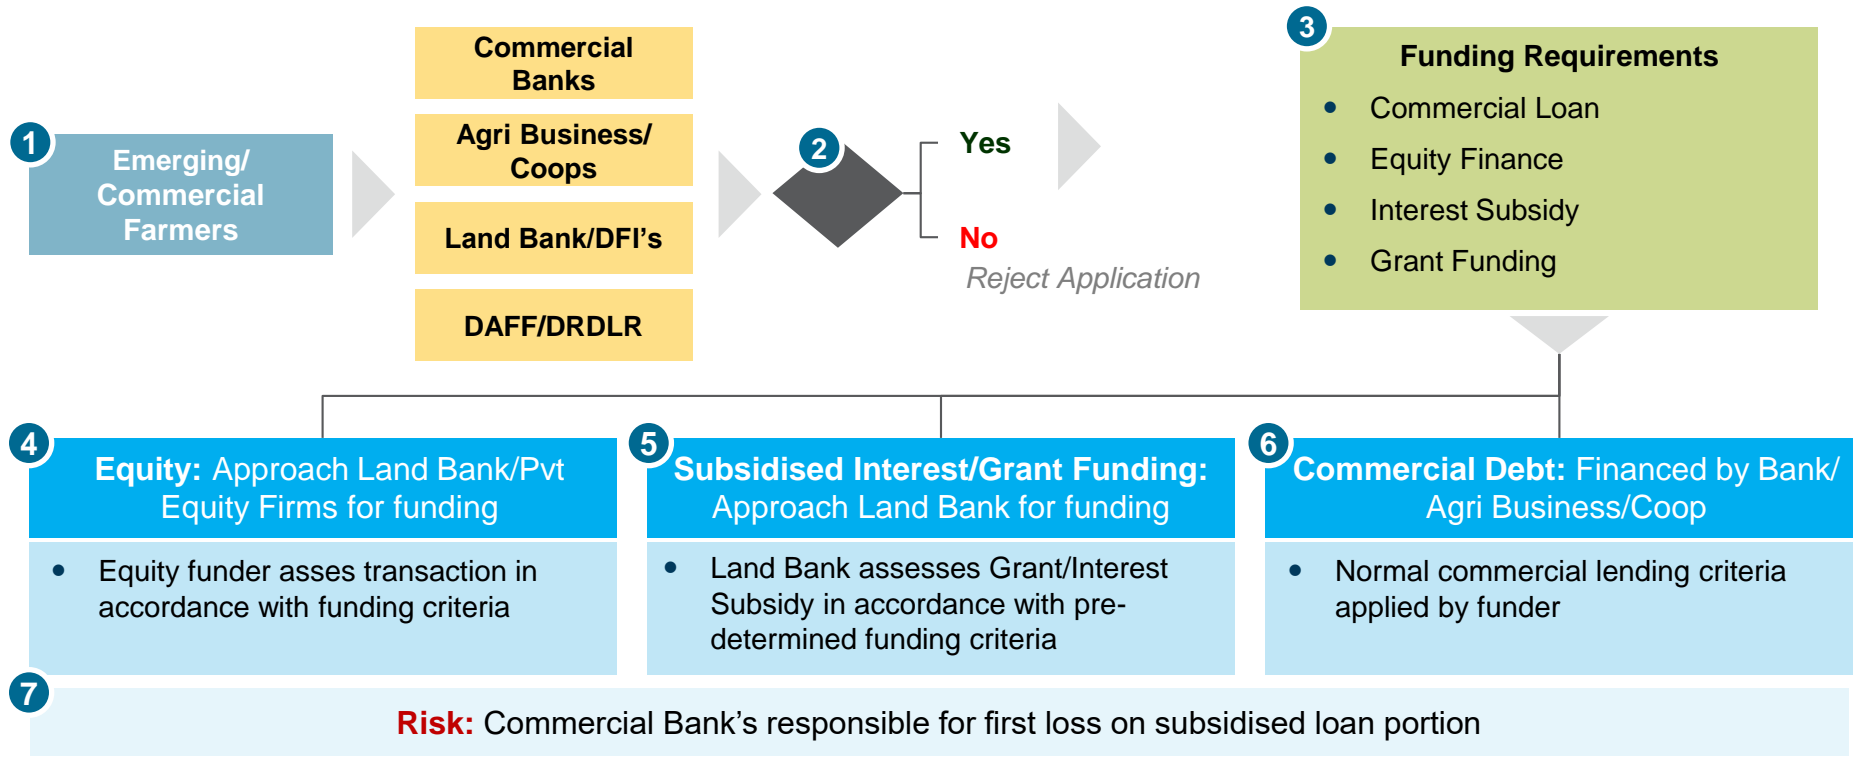 1
Emerging/
Commercial
Farmers
Commercial
Banks
Agri Business/
Coops
Land Bank/DFI's
DAFF/DRDLR
2
Yes
No
Reject Application
3
Funding Requirements
• Commercial Loan
• Equity Finance
• Interest Subsidy
• Grant Funding
4
Equity: Approach Land Bank/Pvt
Equity Firms for funding
• Equity funder asses transaction in
accordance with funding criteria
5
Subsidised Interest/Grant Funding:
Approach Land Bank for funding
• Land Bank assesses Grant/Interest
Subsidy in accordance with pre-
determined funding criteria
6
Commercial Debt: Financed by Bank/
Agri Business/Coop
• Normal commercial lending criteria
applied by funder
7
Risk: Commercial Bank's responsible for first loss on subsidised loan portion